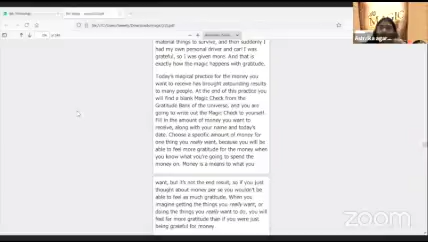 material things to survive, and then suddenly I
had my own personal driver and car! I was
grateful, so I was given more. And that is
exactly how the magic happens with gratitude.
Today's magical practice for the money you
want to receive has brought astounding results
to many people. At the end of this practice you
will find a blank Magic Check from the
Gratitude Bank of the Universe, and you are
going to write out the Magic Check to yourself.
Fill in the amount of money you want to
receive, along with your name and today's
date. Choose a specific amount of money for
one thing you really want, because you will be
able to feel more gratitude for the money when
you know what you're going to spend the
money on. Money is a means to what you
want, but it's not the end result, so if you just
thought about money per se you wouldn't be
able to feel as much gratitude. When you
imagine getting the things you really want, or
doing the things you really want to do, you will
feel far more gratitude than if you were just
being grateful for money
zoom